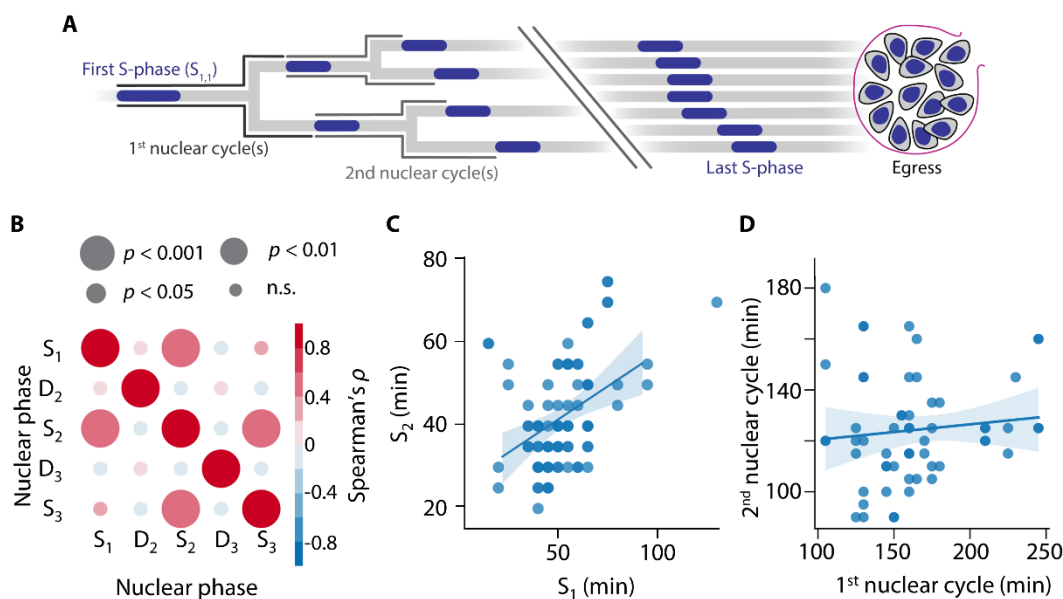 A
First S-phase (S1,1)
1st nuclear cycle(s)
2nd nuclear cycle(s)
Last S-phase
Egress
B
p < 0.001
p < 0.01
p < 0.05
n.s.
Nuclear phase
S1
D2
S2
D3
S3
S1
D2
S2
D3
S3
Nuclear phase
0.8
0.4
0
-0.4
-0.8
Spearman's ρ
C
80
60
40
20
S2 (min)
50
100
S1 (min)
D
180
140
100
2nd nuclear cycle (min)
100
150
200
250
1st nuclear cycle (min)